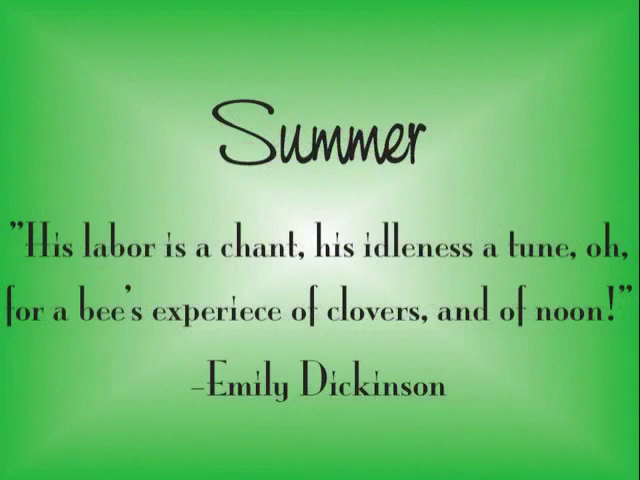 Summer
"His labor is a chant, his idleness a tune, oh,
for a bee's experiece of clovers, and of noon!"
-Emily Dickinson